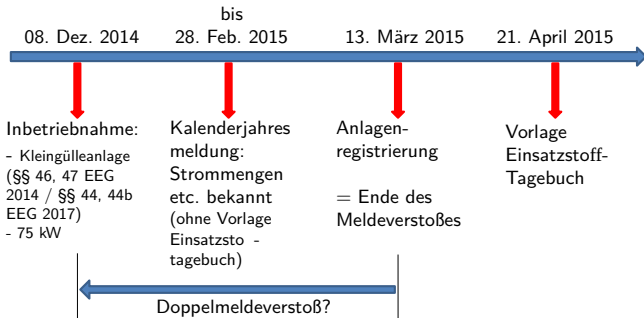 bis
08. Dez. 2014 28. Feb. 2015 13. März 2015 21. April 2015
Inbetriebnahme:
- Kleingülleanlage
(§§ 46, 47 EEG
2014 / §§ 44, 44b
EEG 2017)
- 75 kW
Kalenderjahres
meldung:
Strommengen
etc. bekannt
(ohne Vorlage
Einsatzsto -
tagebuch)
Anlagen-
registrierung
= Ende des
Meldeverstoßes
Vorlage
Einsatzstoff-
Tagebuch
Doppelmeldeverstoß?